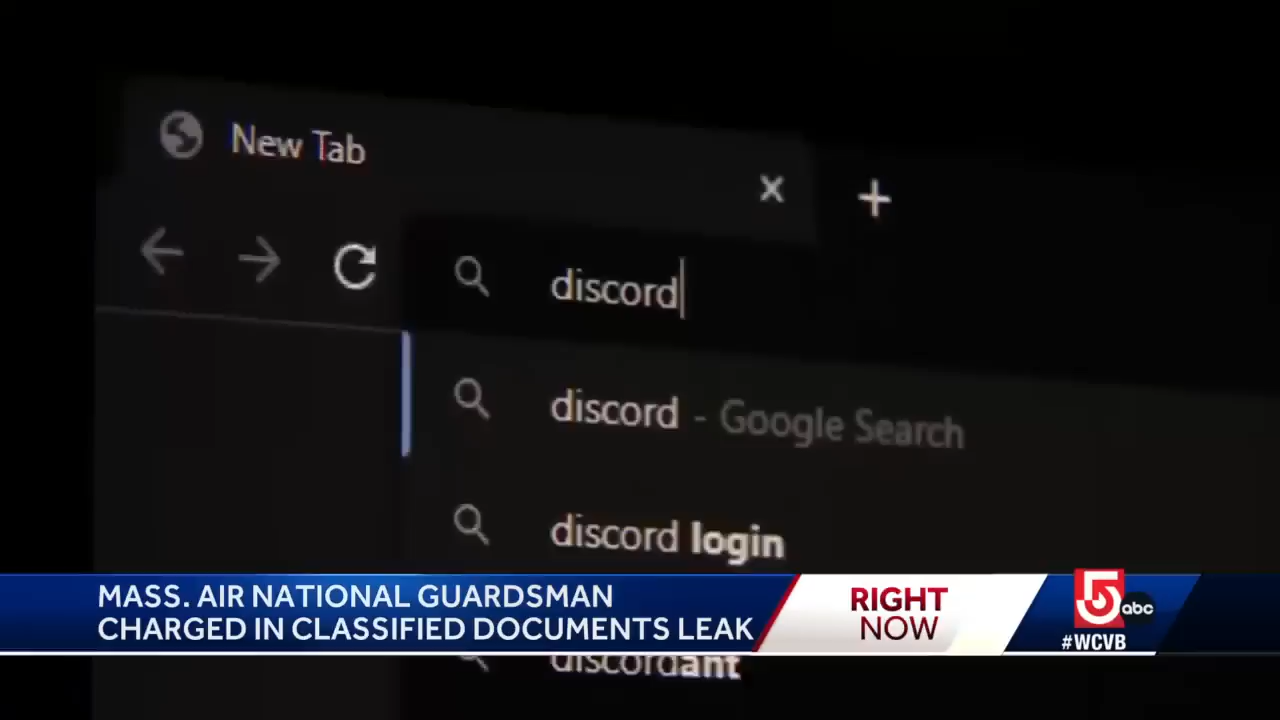 New Tab
discord
discord - Google Search
discord login
MASS. AIR NATIONAL GUARDSMAN
CHARGED IN CLASSIFIED DOCUMENTS LEAK
RIGHT
NOW
5 abc
#WCVB
discordant